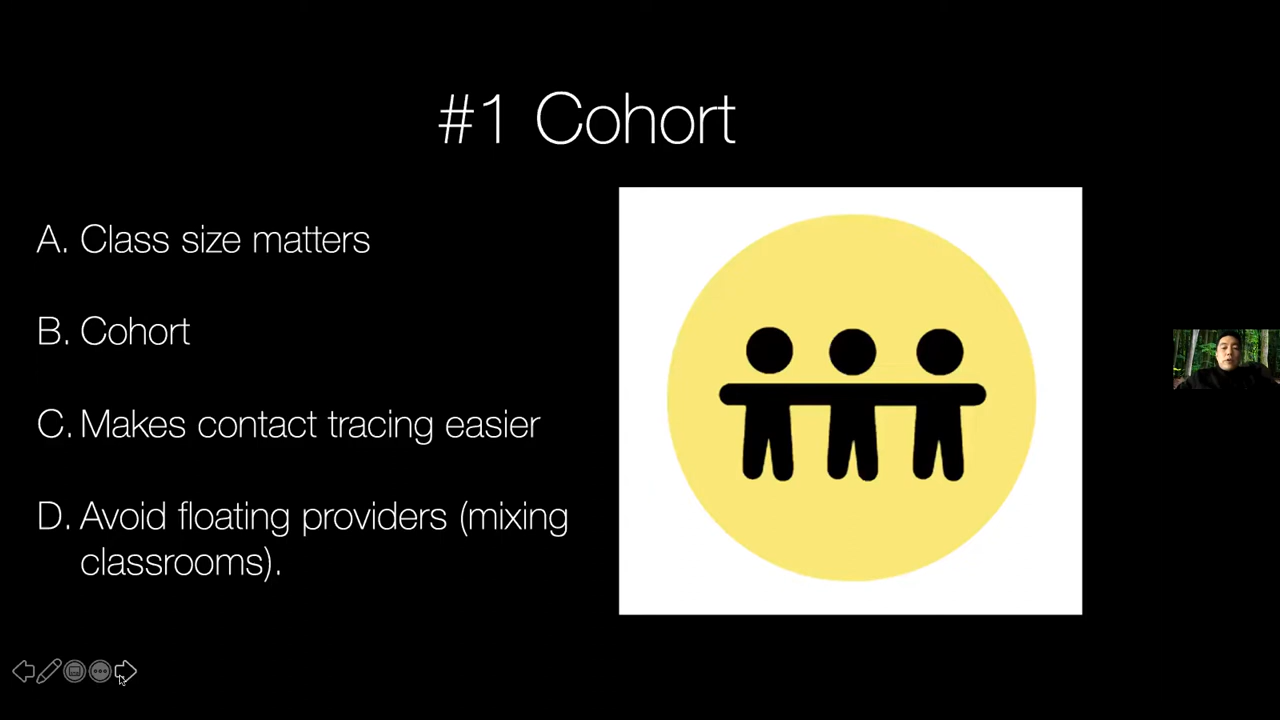 #1 Cohort
A. Class size matters
B. Cohort
C. Makes contact tracing easier
D. Avoid floating providers (mixing
classrooms).